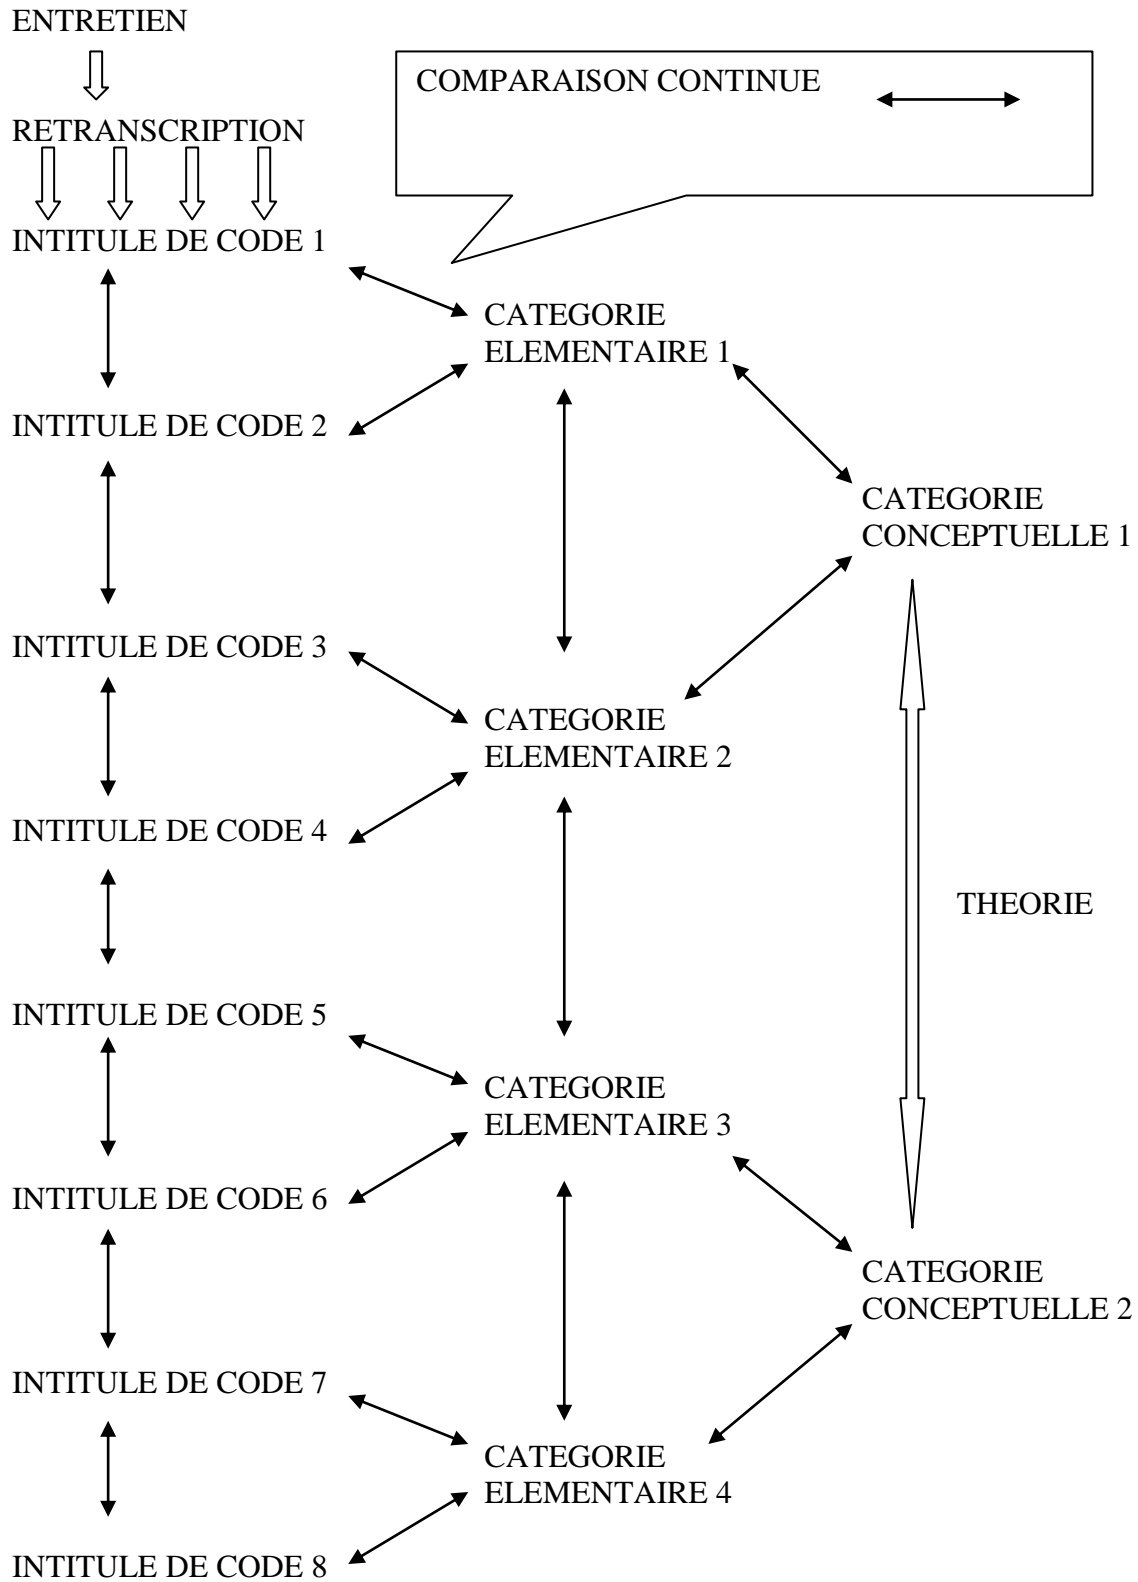 ENTRETIEN
COMPARAISON CONTINUE
RETRANSCRIPTION
INTITULE DE CODE 1
CATEGORIE
ELEMENTAIRE 1
INTITULE DE CODE 2
CATEGORIE
CONCEPTUELLE 1
INTITULE DE CODE 3
CATEGORIE
ELEMENTAIRE 2
INTITULE DE CODE 4
THEORIE
INTITULE DE CODE 5
CATEGORIE
ELEMENTAIRE 3
INTITULE DE CODE 6
CATEGORIE
CONCEPTUELLE 2
INTITULE DE CODE 7
CATEGORIE
ELEMENTAIRE 4
INTITULE DE CODE 8